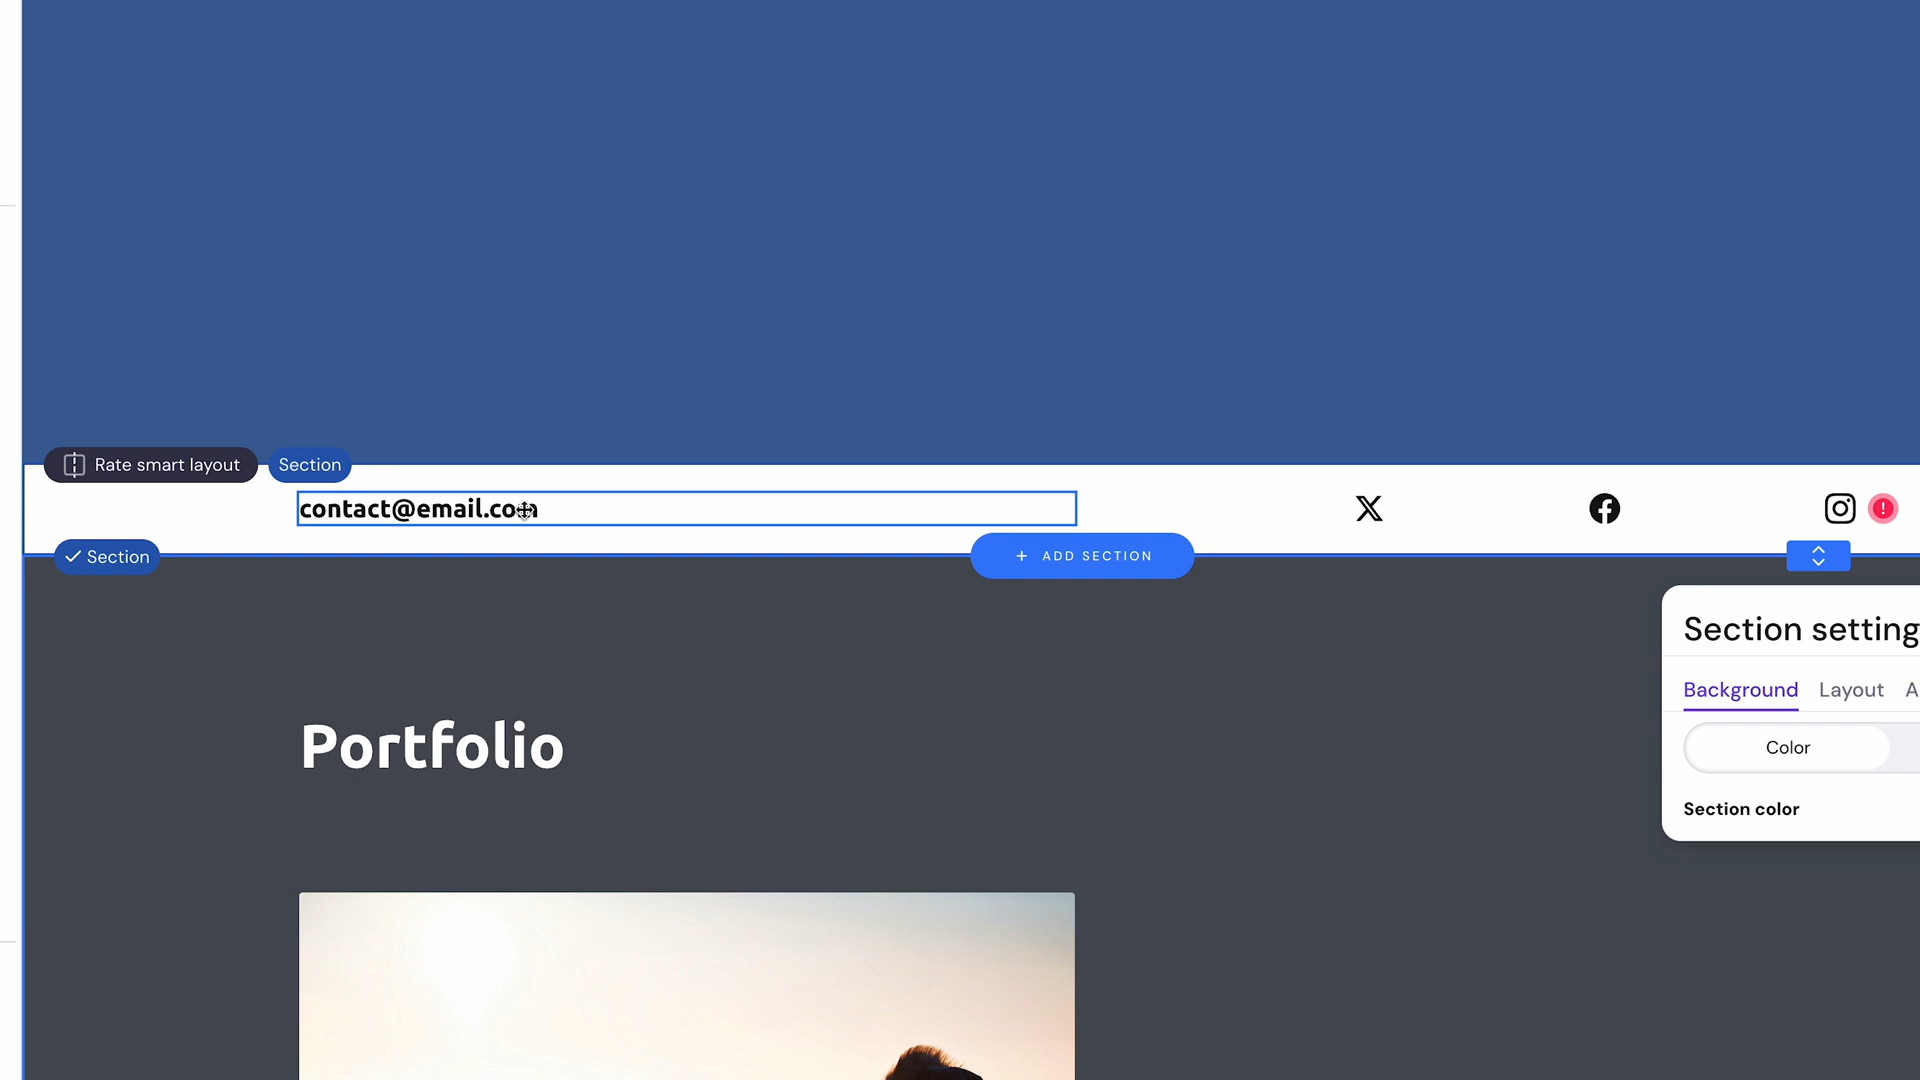 Rate smart layout
Section
contact@email.com
Section
+ ADD SECTION
Section setting
Background Layout A
Color
Section color
Portfolio